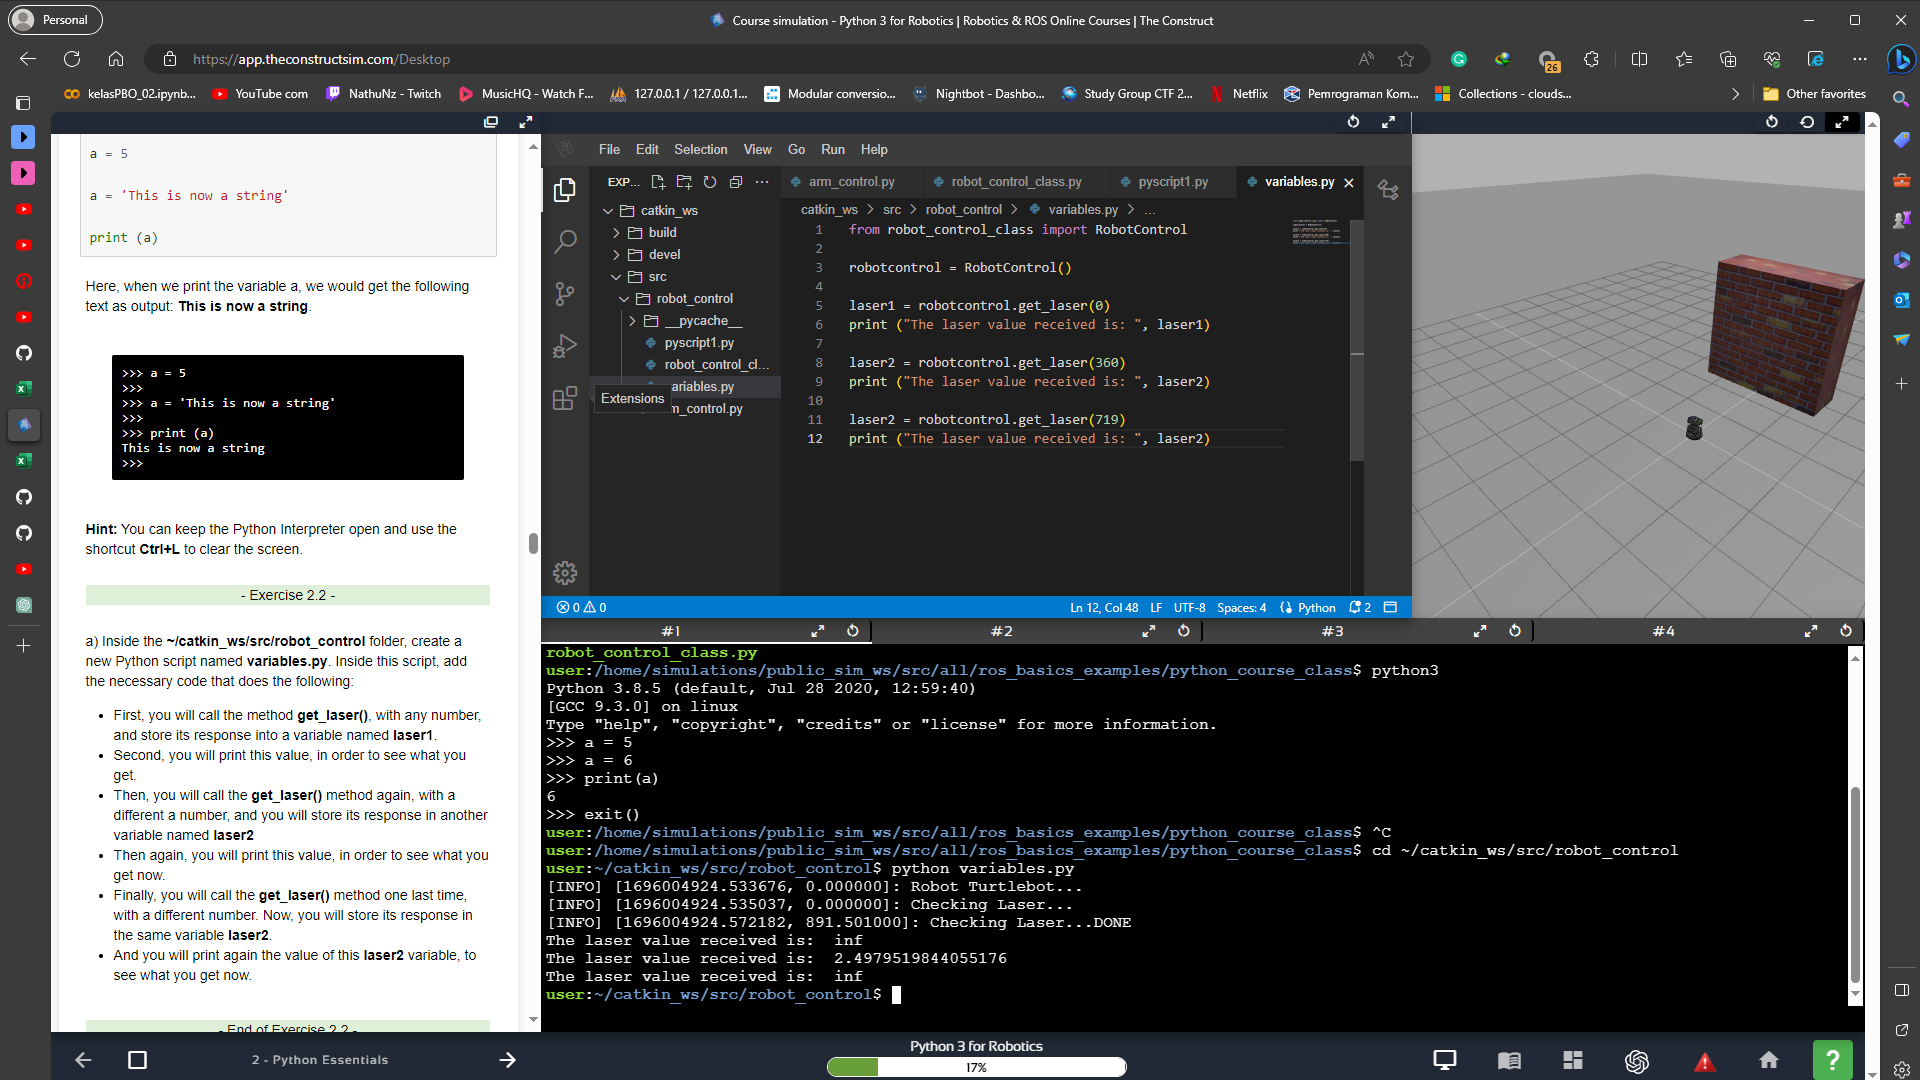 Personal
Course simulation - Python 3 for Robotics | Robotics & ROS Online Courses | The Construct
https://app.theconstructsim.com/Desktop
26
kelasPBO_02.ipynb...
YouTube com
NathuNz - Twitch
MusicHQ - Watch F...
127.0.0.1 / 127.0.0.1...
Modular conversio...
Nightbot - Dashbo...
Study Group CTF 2...
Netflix
Pemrograman Kom...
Collections - clouds...
Other favorites
a = 5
a = 'This is now a string'
print (a)
Here, when we print the variable a, we would get the following
text as output: This is now a string.
>>> a = 5
>>>
>>> a = 'This is now a string'
>>>
>>> print (a)
This is now a string
>>>
Hint: You can keep the Python Interpreter open and use the
shortcut Ctrl+L to clear the screen.
- Exercise 2.2 -
a) Inside the ~/catkin_ws/src/robot_control folder, create a
new Python script named variables.py. Inside this script, add
the necessary code that does the following:
• First, you will call the method get_laser(), with any number,
and store its response into a variable named laser1.
• Second, you will print this value, in order to see what you
get.
• Then, you will call the get_laser() method again, with a
different a number, and you will store its response in another
variable named laser2
• Then again, you will print this value, in order to see what you
get now.
• Finally, you will call the get_laser() method one last time,
with a different number. Now, you will store its response in
the same variable laser2.
• And you will print again the value of this laser2 variable, to
see what you get now.
- End of Exercise 2.2 -
File Edit Selection View Go Run Help
EXP...
catkin_ws
build
devel
src
robot_control
__pycache__
pyscript1.py
robot_control_cl...
ariables.py
m_control.py
Extensions
arm_control.py
robot_control_class.py
pyscript1.py
variables.py
catkin_ws > src > robot_control > variables.py > ...
1 from robot_control_class import RobotControl
2
3 robotcontrol = RobotControl()
4
5 laser1 = robotcontrol.get_laser(0)
6 print ("The laser value received is: ", laser1)
7
8 laser2 = robotcontrol.get_laser(360)
9 print ("The laser value received is: ", laser2)
10
11 laser2 = robotcontrol.get_laser(719)
12 print ("The laser value received is: ", laser2)
0 0
Ln 12, Col 48 LF UTF-8 Spaces: 4 Python 2
#1 #2 #3 #4
robot_control_class.py
user:/home/simulations/public_sim_ws/src/all/ros_basics_examples/python_course_class$ python3
Python 3.8.5 (default, Jul 28 2020, 12:59:40)
[GCC 9.3.0] on linux
Type "help", "copyright", "credits" or "license" for more information.
>>> a = 5
>>> a = 6
>>> print(a)
6
>>> exit()
user:/home/simulations/public_sim_ws/src/all/ros_basics_examples/python_course_class$ ^C
user:/home/simulations/public_sim_ws/src/all/ros_basics_examples/python_course_class$ cd ~/catkin_ws/src/robot_control
user:~/catkin_ws/src/robot_control$ python variables.py
[INFO] [1696004924.533676, 0.000000]: Robot Turtlebot...
[INFO] [1696004924.535037, 0.000000]: Checking Laser...
[INFO] [1696004924.572182, 891.501000]: Checking Laser...DONE
The laser value received is:  inf
The laser value received is:  2.4979519844055176
The laser value received is:  inf
user:~/catkin_ws/src/robot_control$
2 - Python Essentials
Python 3 for Robotics
17%
?